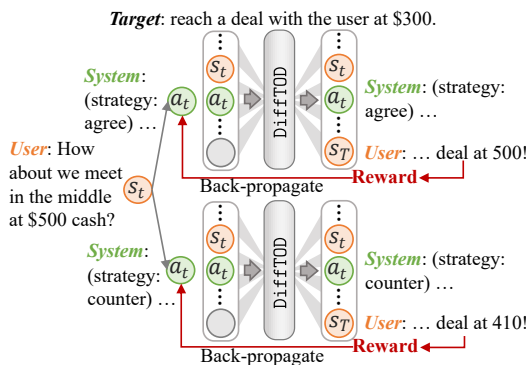 Target: reach a deal with the user at $300.
System:
(strategy:
agree) …
a_t
s_t
a_t
DiffTOD
s_t
a_t
s_T
System:
(strategy:
agree) …
User: … deal at 500!
Reward
Back-propagate
User: How
about we meet
in the middle
at $500 cash?
s_t
System:
(strategy:
counter) …
a_t
s_t
a_t
DiffTOD
s_t
a_t
s_T
System: (strategy:
counter) …
User: … deal at 410!
Reward
Back-propagate